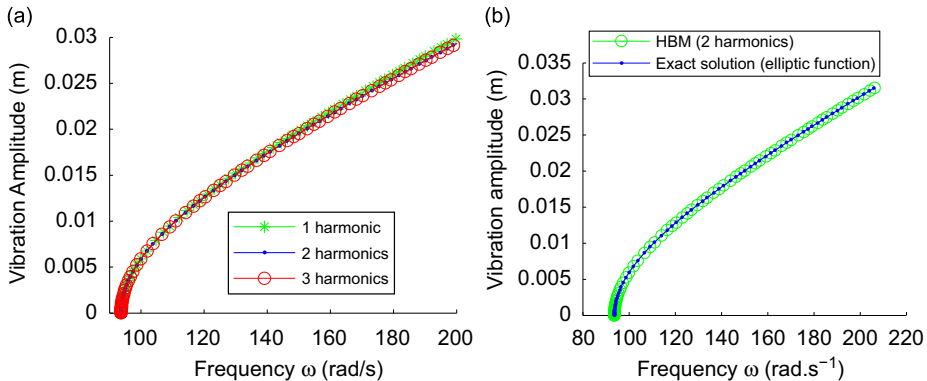 (a)
0.03
0.025
0.02
0.015
0.01
0.005
0
Vibration Amplitude (m)
1 harmonic
2 harmonics
3 harmonics
100 120 140 160 180 200
Frequency ω (rad/s)
(b)
HBM (2 harmonics)
Exact solution (elliptic function)
0.04
0.035
0.03
0.025
0.02
0.015
0.01
0.005
0
Vibration amplitude (m)
80 100 120 140 160 180 200 220
Frequency ω (rad.s⁻¹)